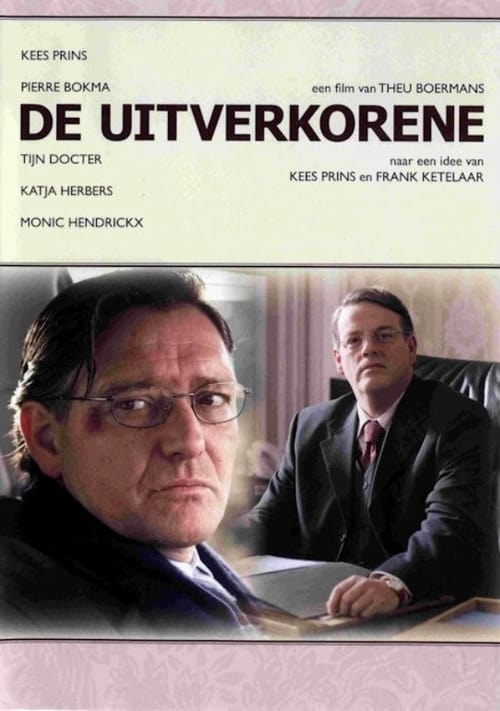 KEES PRINS
PIERRE BOKMA
een film van THEU BOERMANS
DE UITVERKORENE
TIJN DOCTER
naar een idee van
KATJA HERBERS
KEES PRINS en FRANK KETELAAR
MONIC HENDRICKX